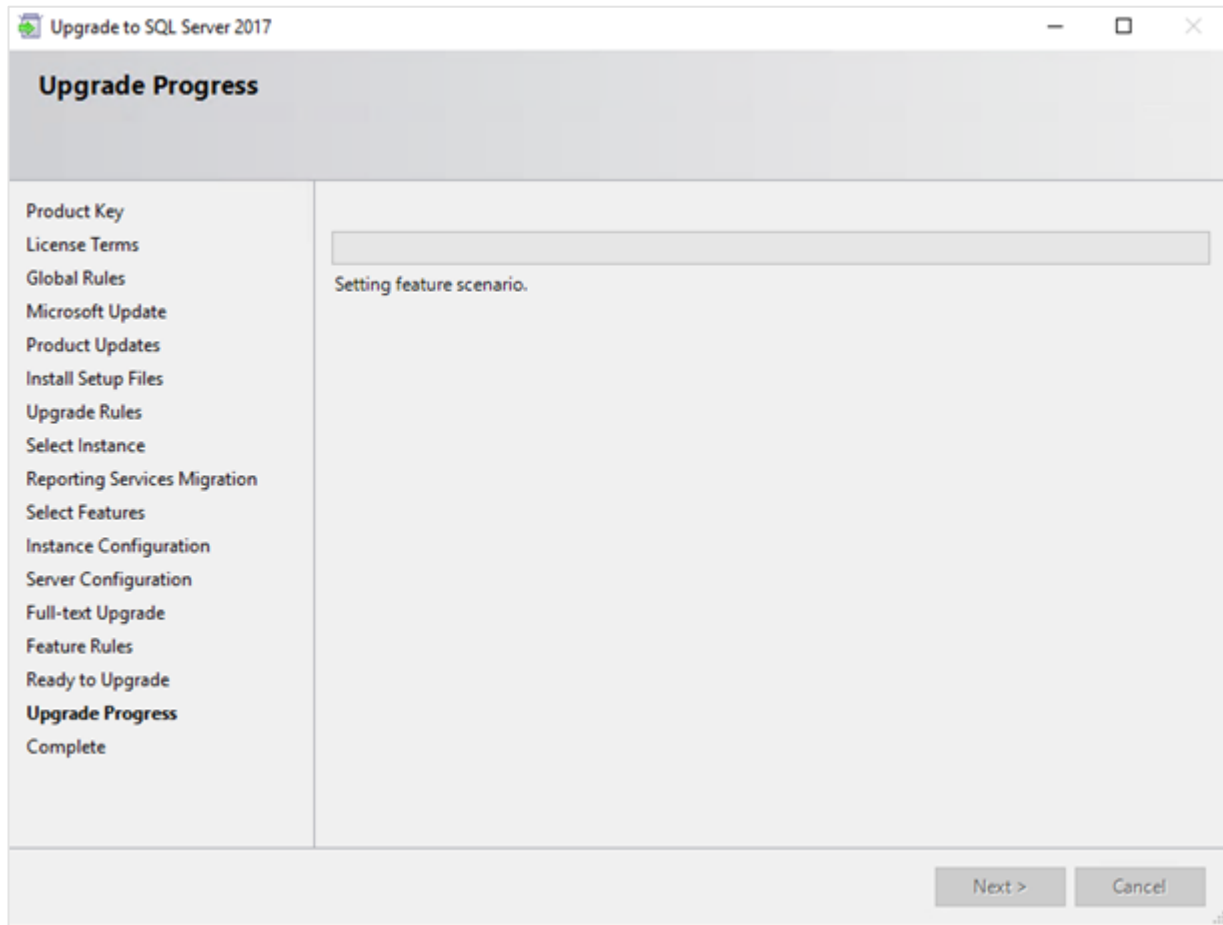 Upgrade to SQL Server 2017
Upgrade Progress
Product Key
License Terms
Global Rules
Microsoft Update
Product Updates
Install Setup Files
Upgrade Rules
Select Instance
Reporting Services Migration
Select Features
Instance Configuration
Server Configuration
Full-text Upgrade
Feature Rules
Ready to Upgrade
Upgrade Progress
Complete
Setting feature scenario.
Next >
Cancel